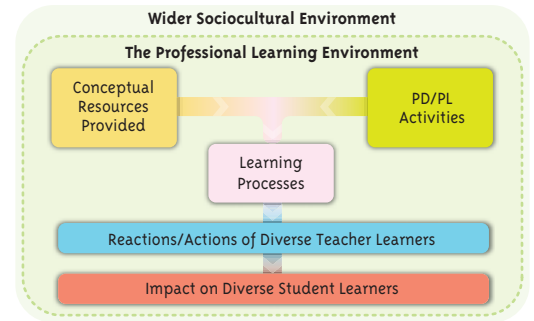 Wider Sociocultural Environment
The Professional Learning Environment
Conceptual
Resources
Provided
PD/PL
Activities
Learning
Processes
Reactions/Actions of Diverse Teacher Learners
Impact on Diverse Student Learners